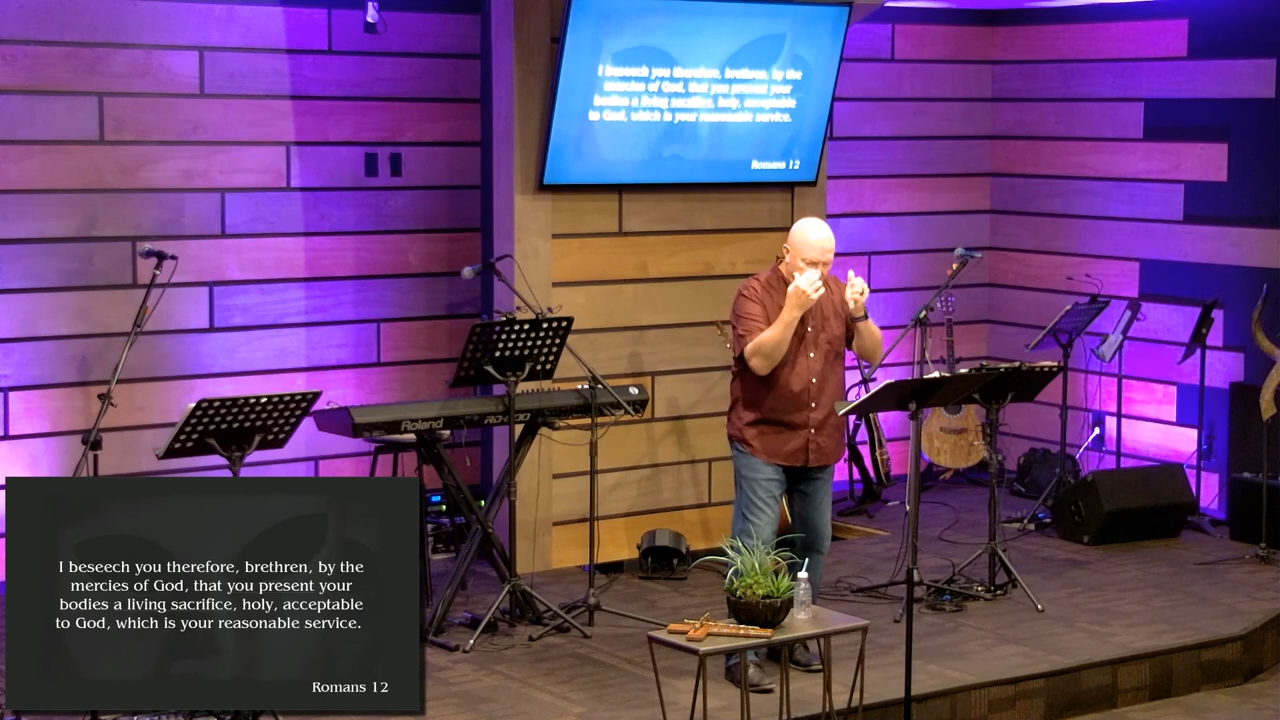 I beseech you therefore, brethren, by the
mercies of God, that you present your
bodies a living sacrifice, holy, acceptable
to God, which is your reasonable service.
Romans 12
Roland
I beseech you therefore, brethren, by the
mercies of God, that you present your
bodies a living sacrifice, holy, acceptable
to God, which is your reasonable service.
Romans 12